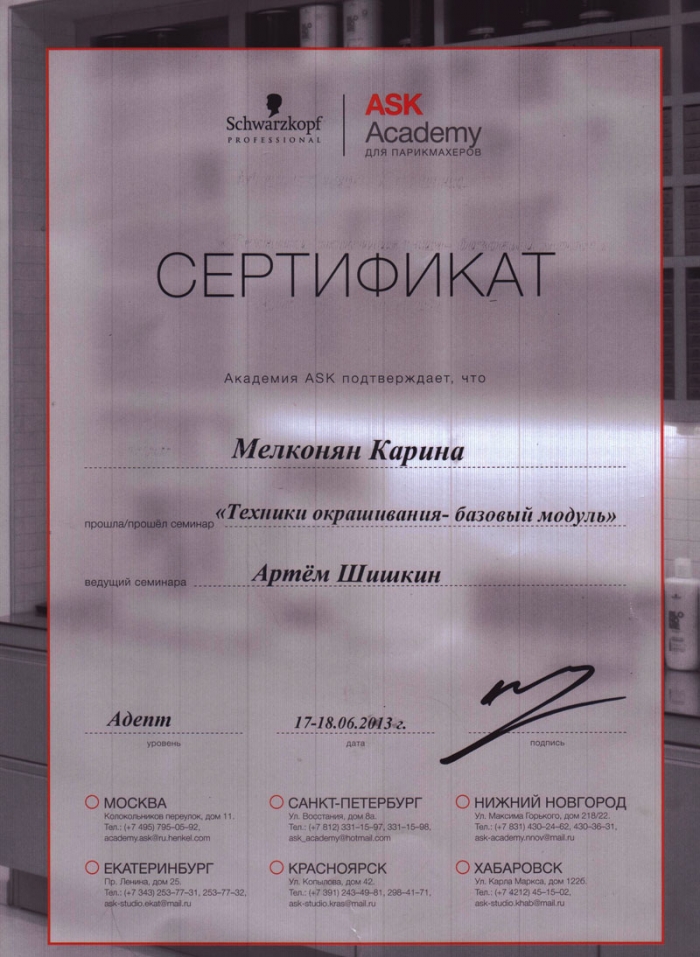 Schwarzkopf
PROFESSIONAL
ASK
Academy
ДЛЯ ПАРИКМАХЕРОВ
СЕРТИФИКАТ
Академия ASK подтверждает, что
Мелконян Карина
прошла/прошёл семинар «Техники окрашивания- базовый модуль»
ведущий семинара Артём Шишкин
Адепт 17-18.06.2013 г.
уровень дата подпись
МОСКВА
Колокольников переулок, дом 11.
Тел.: (+7 495) 795–05–92,
academy.ask@ru.henkel.com
САНКТ-ПЕТЕРБУРГ
Ул. Восстания, дом 8а.
Тел.: (+7 812) 331–15–97, 331–15–98,
ask_academy@hotmail.com
НИЖНИЙ НОВГОРОД
Ул. Максима Горького, дом 218/22.
Тел.: (+7 831) 430–24–62, 430–36–31,
ask-academy.nnov@mail.ru
ЕКАТЕРИНБУРГ
Пр. Ленина, дом 25.
Тел.: (+7 343) 253–77–31, 253–77–32,
ask-studio.ekat@mail.ru
КРАСНОЯРСК
Ул. Копылова, дом 42.
Тел.: (+7 391) 243–49–81, 298–41–71,
ask-studio.kras@mail.ru
ХАБАРОВСК
Ул. Карла Маркса, дом 122б.
Тел.: (+7 4212) 45–15–02,
ask-studio.khab@mail.ru